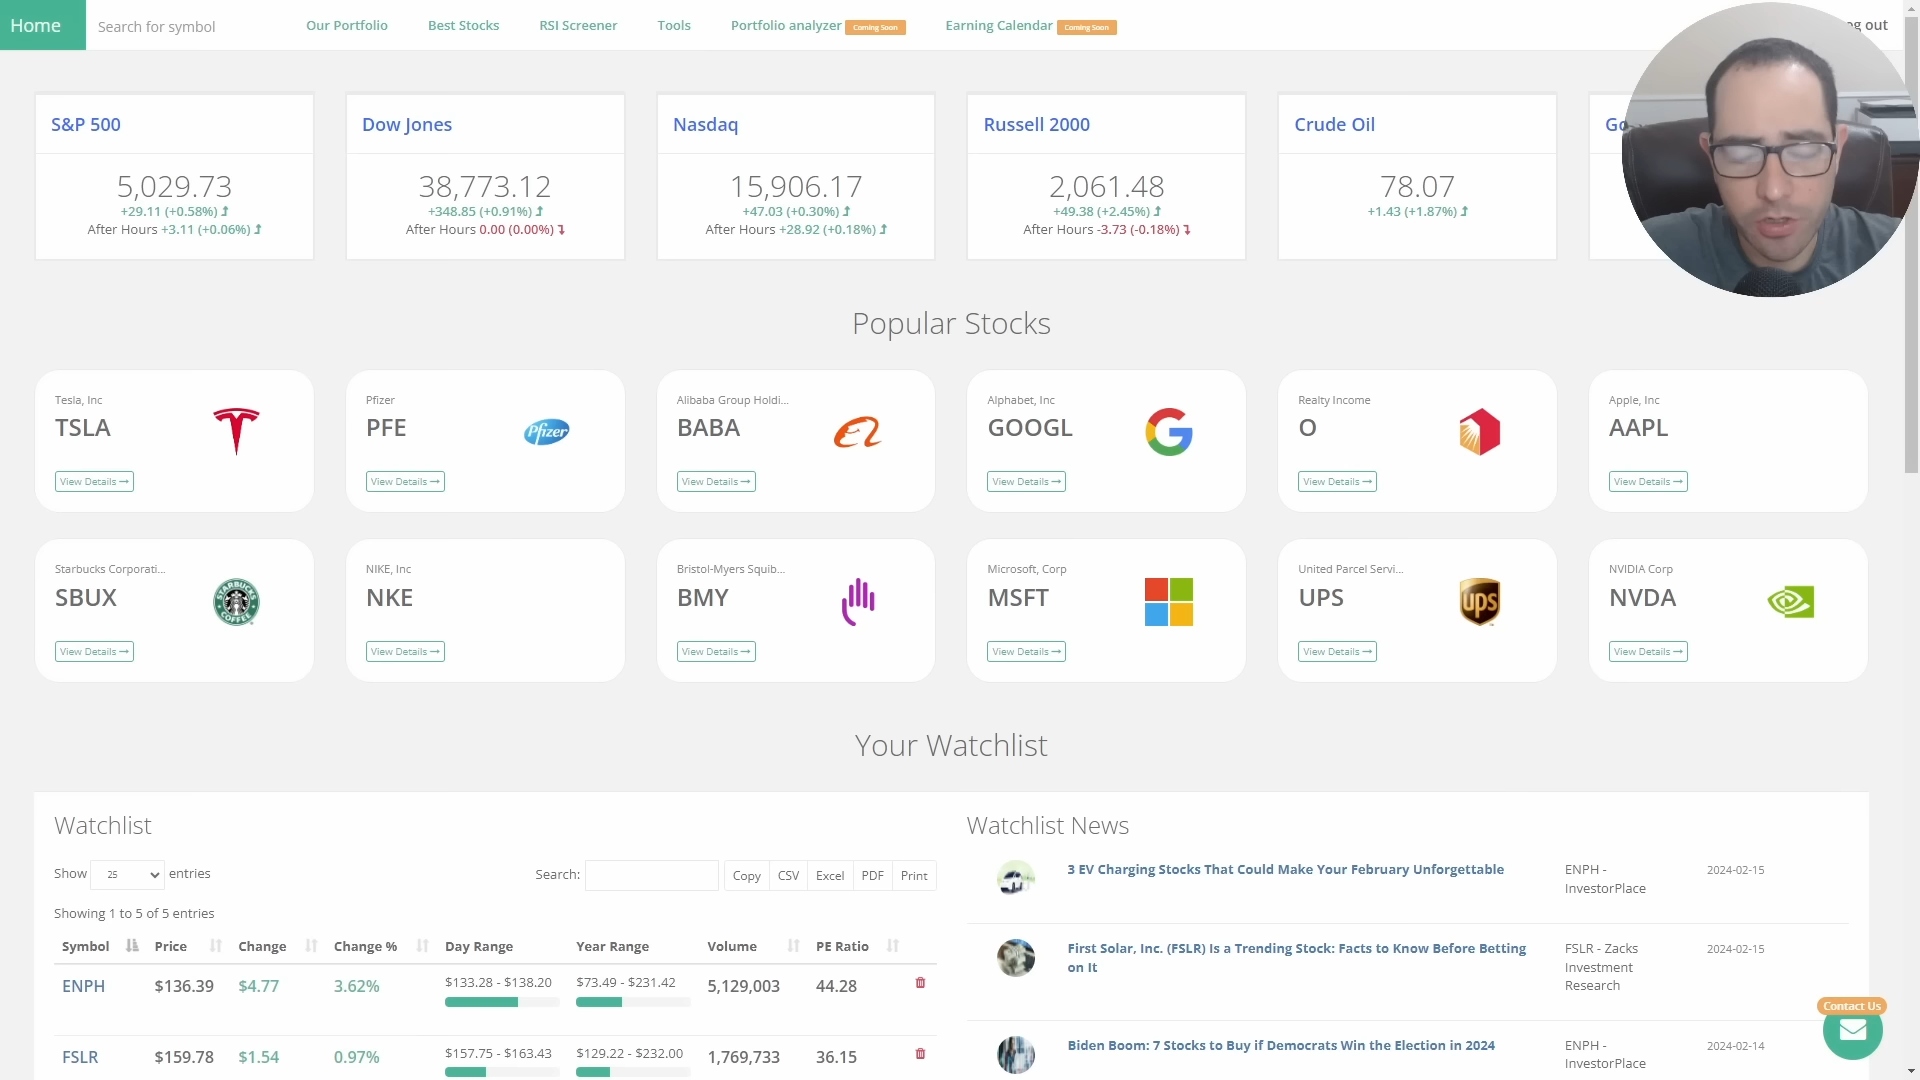 Home
Search for symbol
Our Portfolio
Best Stocks
RSI Screener
Tools
Portfolio analyzer Coming Soon
Earning Calendar Coming Soon
og out
S&P 500
5,029.73
+29.11 (+0.58%)
After Hours +3.11 (+0.06%)
Dow Jones
38,773.12
+348.85 (+0.91%)
After Hours 0.00 (0.00%)
Nasdaq
15,906.17
+47.03 (+0.30%)
After Hours +28.92 (+0.18%)
Russell 2000
2,061.48
+49.38 (+2.45%)
After Hours -3.73 (-0.18%)
Crude Oil
78.07
+1.43 (+1.87%)
Popular Stocks
Tesla, Inc
TSLA
View Details
Pfizer
PFE
Pfizer
View Details
Alibaba Group Holdi...
BABA
View Details
Alphabet, Inc
GOOGL
View Details
Realty Income
O
View Details
Apple, Inc
AAPL
View Details
Starbucks Corporati...
SBUX
View Details
NIKE, Inc
NKE
View Details
Bristol-Myers Squib...
BMY
View Details
Microsoft, Corp
MSFT
View Details
United Parcel Servi...
UPS
ups
View Details
NVIDIA Corp
NVDA
View Details
Your Watchlist
Watchlist
Show 25 entries
Search:
Copy CSV Excel PDF Print
Showing 1 to 5 of 5 entries
Symbol Price Change Change % Day Range Year Range Volume PE Ratio
ENPH $136.39 $4.77 3.62% $133.28 - $138.20 $73.49 - $231.42 5,129,003 44.28
FSLR $159.78 $1.54 0.97% $157.75 - $163.43 $129.22 - $232.00 1,769,733 36.15
Watchlist News
3 EV Charging Stocks That Could Make Your February Unforgettable
ENPH -
InvestorPlace
2024-02-15
First Solar, Inc. (FSLR) Is a Trending Stock: Facts to Know Before Betting
on It
FSLR - Zacks
Investment
Research
2024-02-15
Biden Boom: 7 Stocks to Buy if Democrats Win the Election in 2024
ENPH -
InvestorPlace
2024-02-14
Contact Us